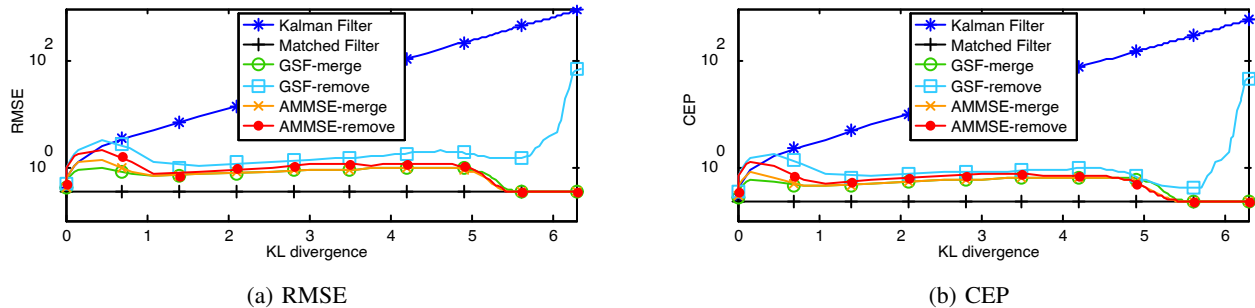 RMSE
10^2
10^0
Kalman Filter
Matched Filter
GSF-merge
GSF-remove
AMMSE-merge
AMMSE-remove
0 1 2 3 4 5 6
KL divergence
(a) RMSE
CEP
10^2
10^0
Kalman Filter
Matched Filter
GSF-merge
GSF-remove
AMMSE-merge
AMMSE-remove
0 1 2 3 4 5 6
KL divergence
(b) CEP